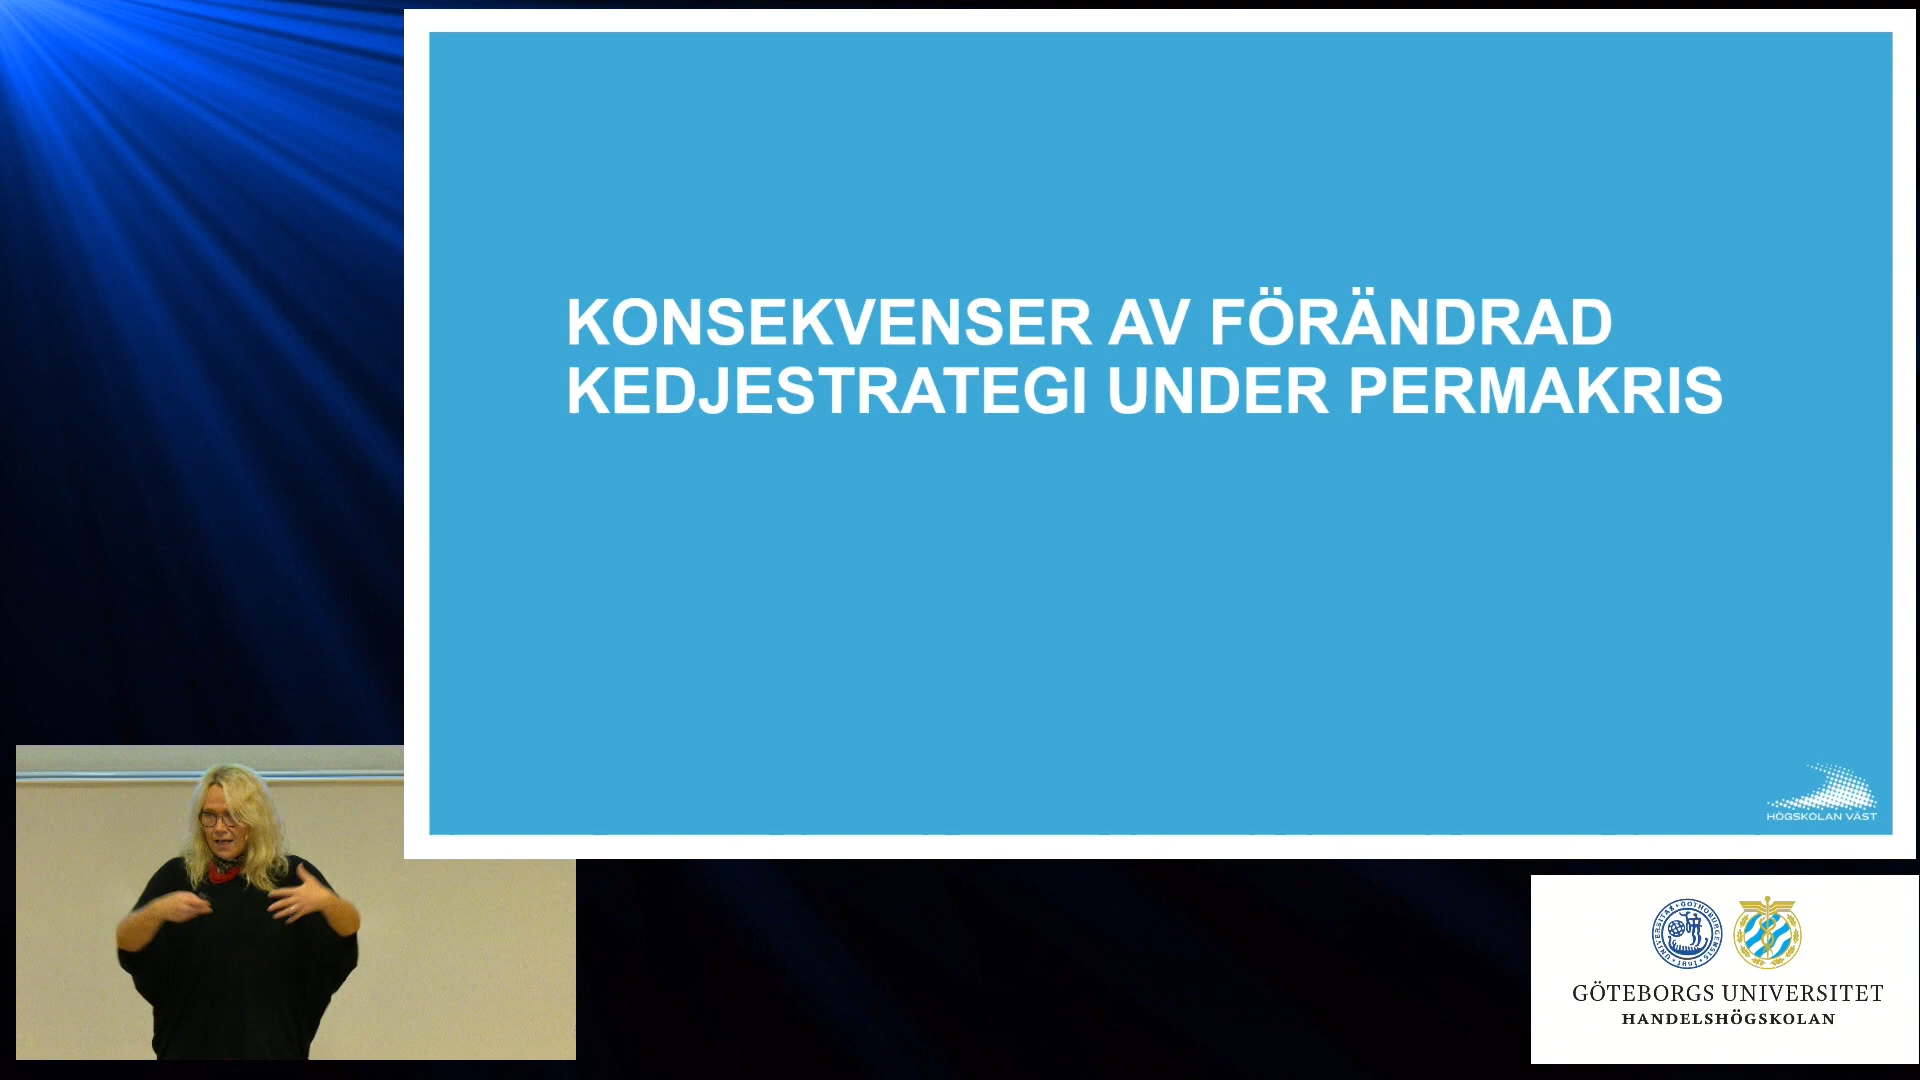 KONSEKVENSER AV FÖRÄNDRAD
KEDJESTRATEGI UNDER PERMAKRIS
HÖGSKOLAN VÄST
GÖTEBORGS UNIVERSITET
HANDELSHÖGSKOLAN